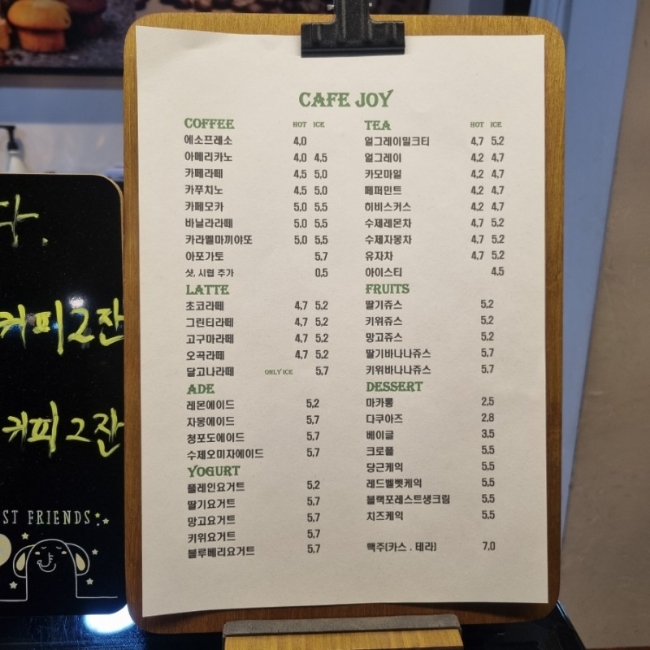 CAFE JOY
COFFEE HOT ICE
에소프레소 4.0
아메리카노 4.0 4.5
카페라떼 4.5 5.0
카푸치노 4.5 5.0
카페모카 5.0 5.5
바닐라라떼 5.0 5.5
카라멜마끼야또 5.0 5.5
아포가토 5.7
샷, 시럽 추가 0.5
LATTE
초코라떼 4.7 5.2
그린티라떼 4.7 5.2
고구마라떼 4.7 5.2
오곡라떼 4.7 5.2
달고나라떼 ONLY ICE 5.7
ADE
레몬에이드 5.2
자몽에이드 5.7
청포도에이드 5.7
수제오미자에이드 5.7
YOGURT
플레인요거트 5.2
딸기요거트 5.7
망고요거트 5.7
키위요거트 5.7
블루베리요거트 5.7
TEA HOT ICE
얼그레이밀크티 4.7 5.2
얼그레이 4.2 4.7
카모마일 4.2 4.7
페퍼민트 4.2 4.7
히비스커스 4.2 4.7
수제레몬차 4.7 5.2
수제자몽차 4.7 5.2
유자차 4.7 5.2
아이스티 4.5
FRUITS
딸기쥬스 5.2
키위쥬스 5.2
망고쥬스 5.2
딸기바나나쥬스 5.7
키위바나나쥬스 5.7
DESSERT
마카롱 2.5
다쿠아즈 2.8
베이글 3.5
크로플 5.5
당근케익 5.5
레드벨벳케익 5.5
블랙포레스트생크림 5.5
치즈케익 5.5
맥주(카스 . 테라) 7.0
다.
커피 2잔
커피 2잔
ST FRIENDS